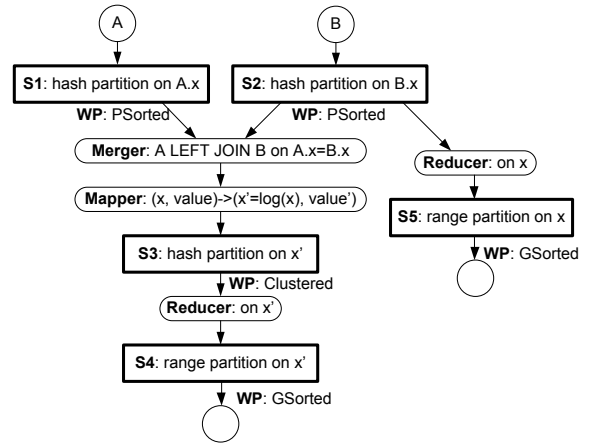 A
B
S1: hash partition on A.x
S2: hash partition on B.x
WP: PSorted
WP: PSorted
Merger: A LEFT JOIN B on A.x=B.x
Reducer: on x
Mapper: (x, value)->(x’=log(x), value’)
S5: range partition on x
S3: hash partition on x’
WP: GSorted
WP: Clustered
Reducer: on x’
S4: range partition on x’
WP: GSorted